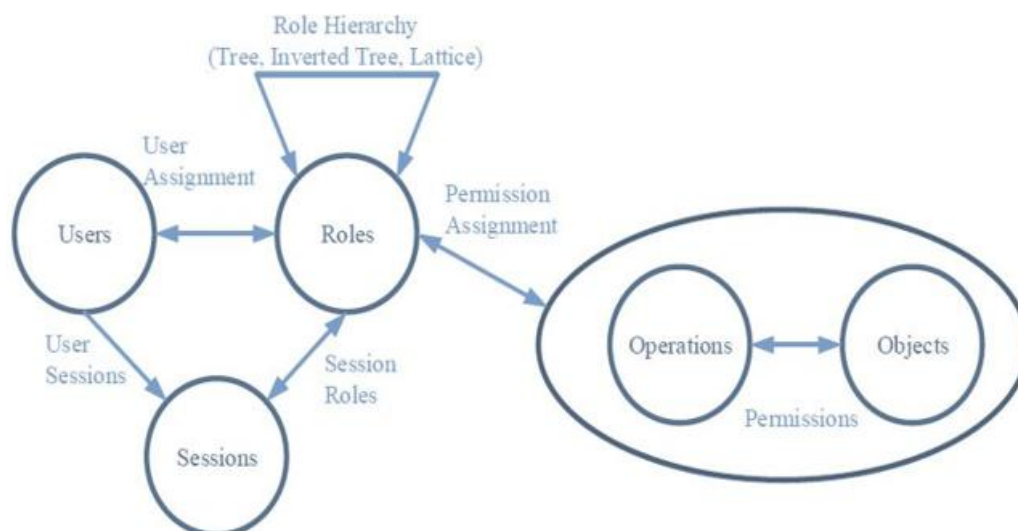 Role Hierarchy
(Tree, Inverted Tree, Lattice)
User
Assignment
Permission
Assignment
Users
Roles
Operations
Objects
User
Sessions
Session
Roles
Permissions
Sessions